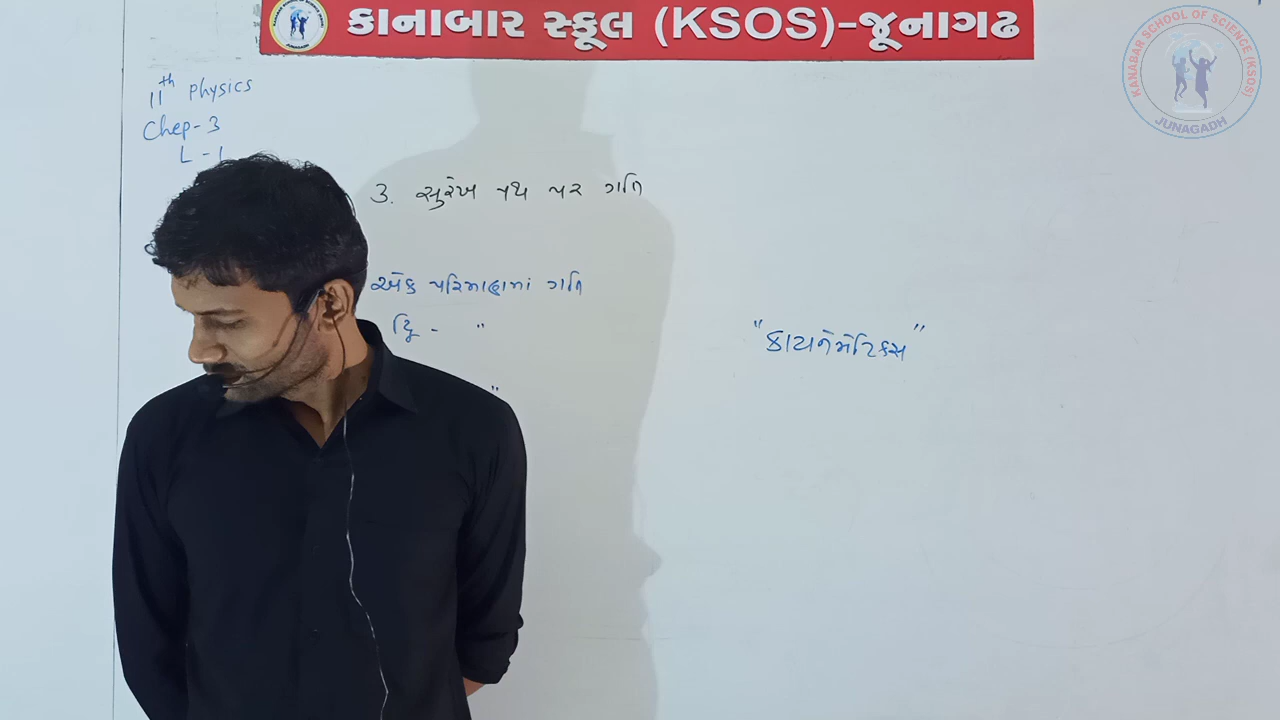 કાનાબાર સ્કૂલ (KSOS)-જૂનાગઢ
JUNAGADH
KANABAR SCHOOL OF SCIENCE (KSOS)
JUNAGADH
11th Physics
Chep-3
L-1
3. સુરેખ પથ પર ગતિ
એક પરિમાણમાં ગતિ
દ્વિ - "
"
"કાયનેમેટિક્સ"